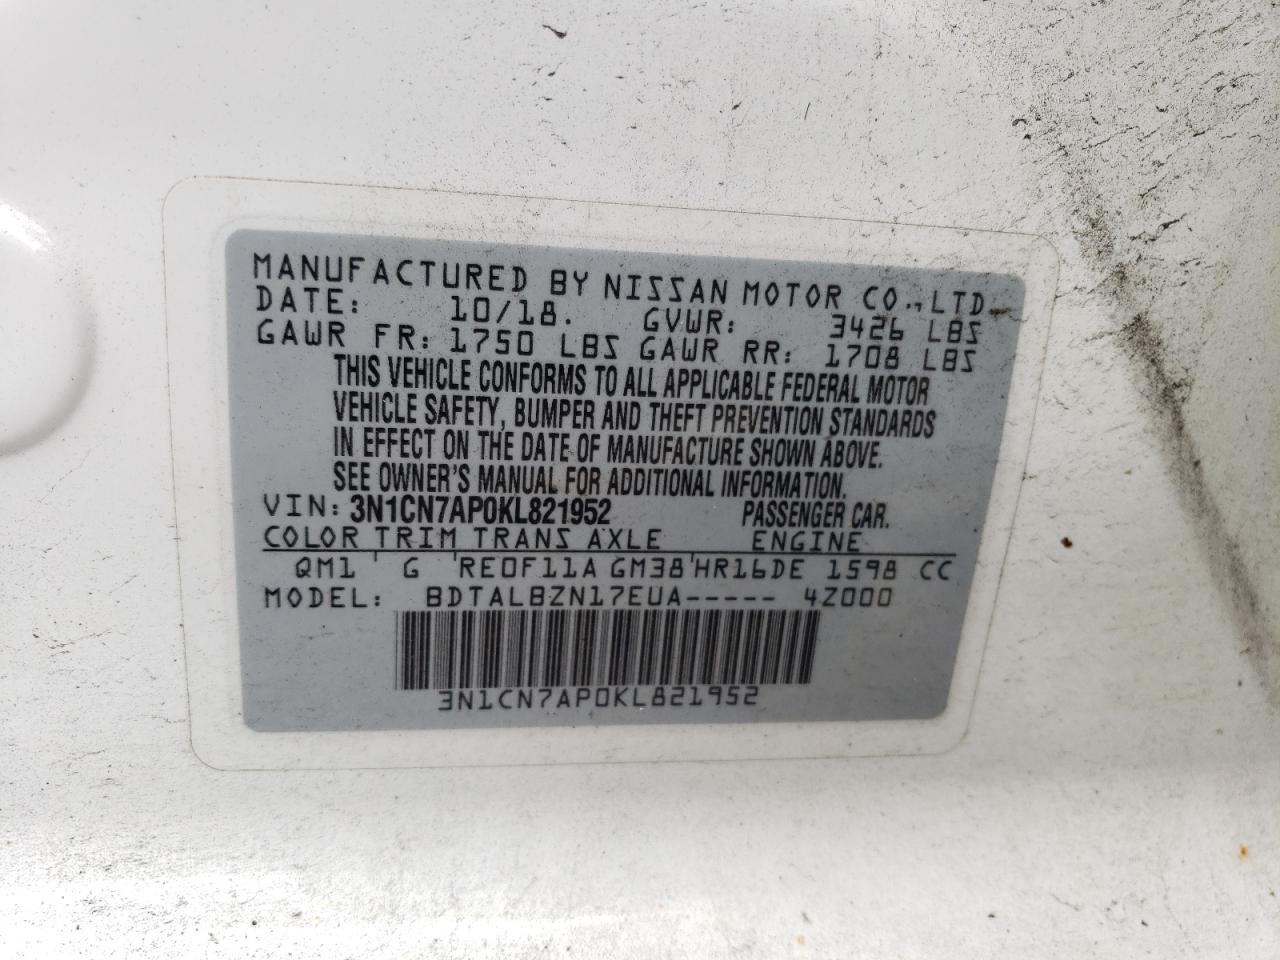 MANUFACTURED BY NISSAN MOTOR CO.,LTD.
DATE: 10/18. GVWR: 3426 LBS
GAWR FR: 1750 LBS GAWR RR: 1708 LBS
THIS VEHICLE CONFORMS TO ALL APPLICABLE FEDERAL MOTOR
VEHICLE SAFETY, BUMPER AND THEFT PREVENTION STANDARDS
IN EFFECT ON THE DATE OF MANUFACTURE SHOWN ABOVE.
SEE OWNER'S MANUAL FOR ADDITIONAL INFORMATION.
VIN: 3N1CN7AP0KL821952 PASSENGER CAR.
COLOR TRIM TRANS AXLE ENGINE
QM1 G RE0F11A GM38 HR16DE 1598 CC
MODEL: BDTALBZN17EUA----- 4Z000
3N1CN7AP0KL821952